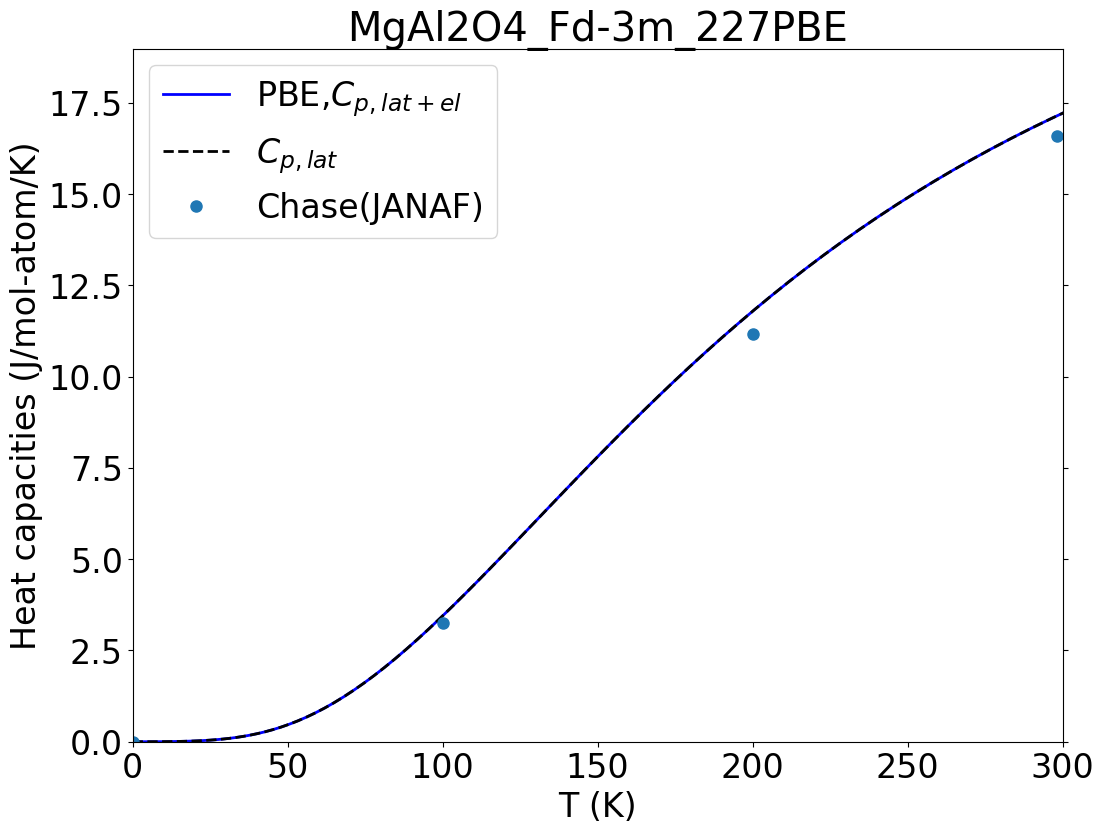 MgAl2O4_Fd-3m_227PBE
PBE,C_{p,lat+el}
C_{p,lat}
Chase(JANAF)
Heat capacities (J/mol-atom/K)
17.5
15.0
12.5
10.0
7.5
5.0
2.5
0.0
0 50 100 150 200 250 300
T (K)